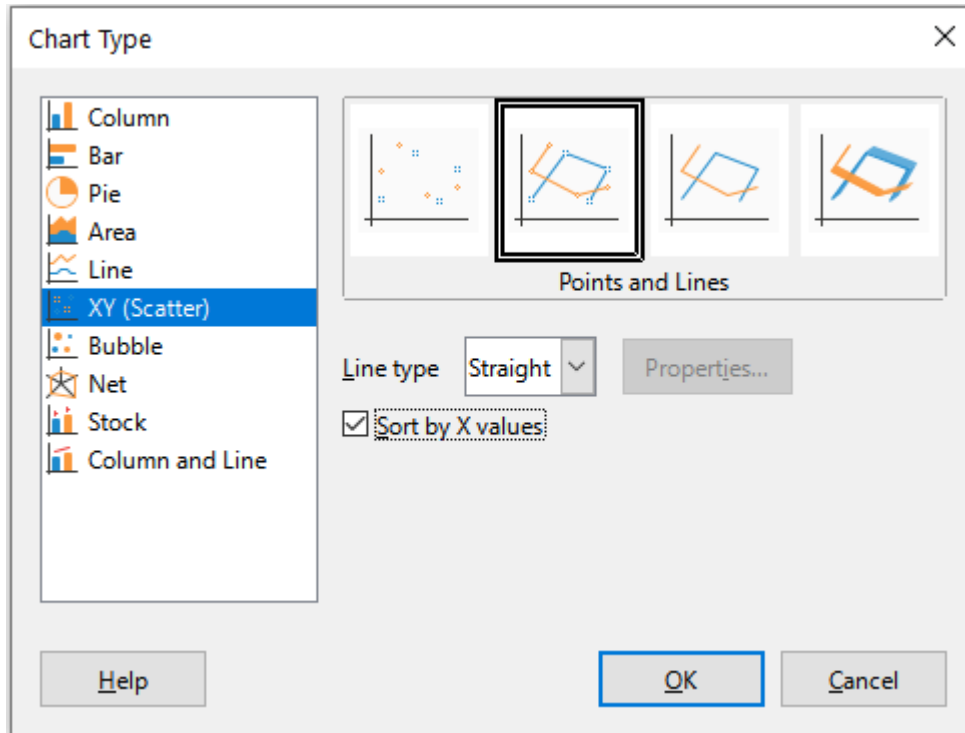 Chart Type
Column
Bar
Pie
Area
Line
XY (Scatter)
Bubble
Net
Stock
Column and Line
Points and Lines
Line type Straight Properties...
Sort by X values
Help OK Cancel